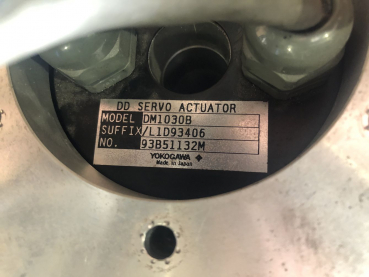 DD SERVO ACTUATOR
MODEL DM1030B
SUFFIX /L1D93406
NO. 93B51132M
YOKOGAWA
Made in Japan